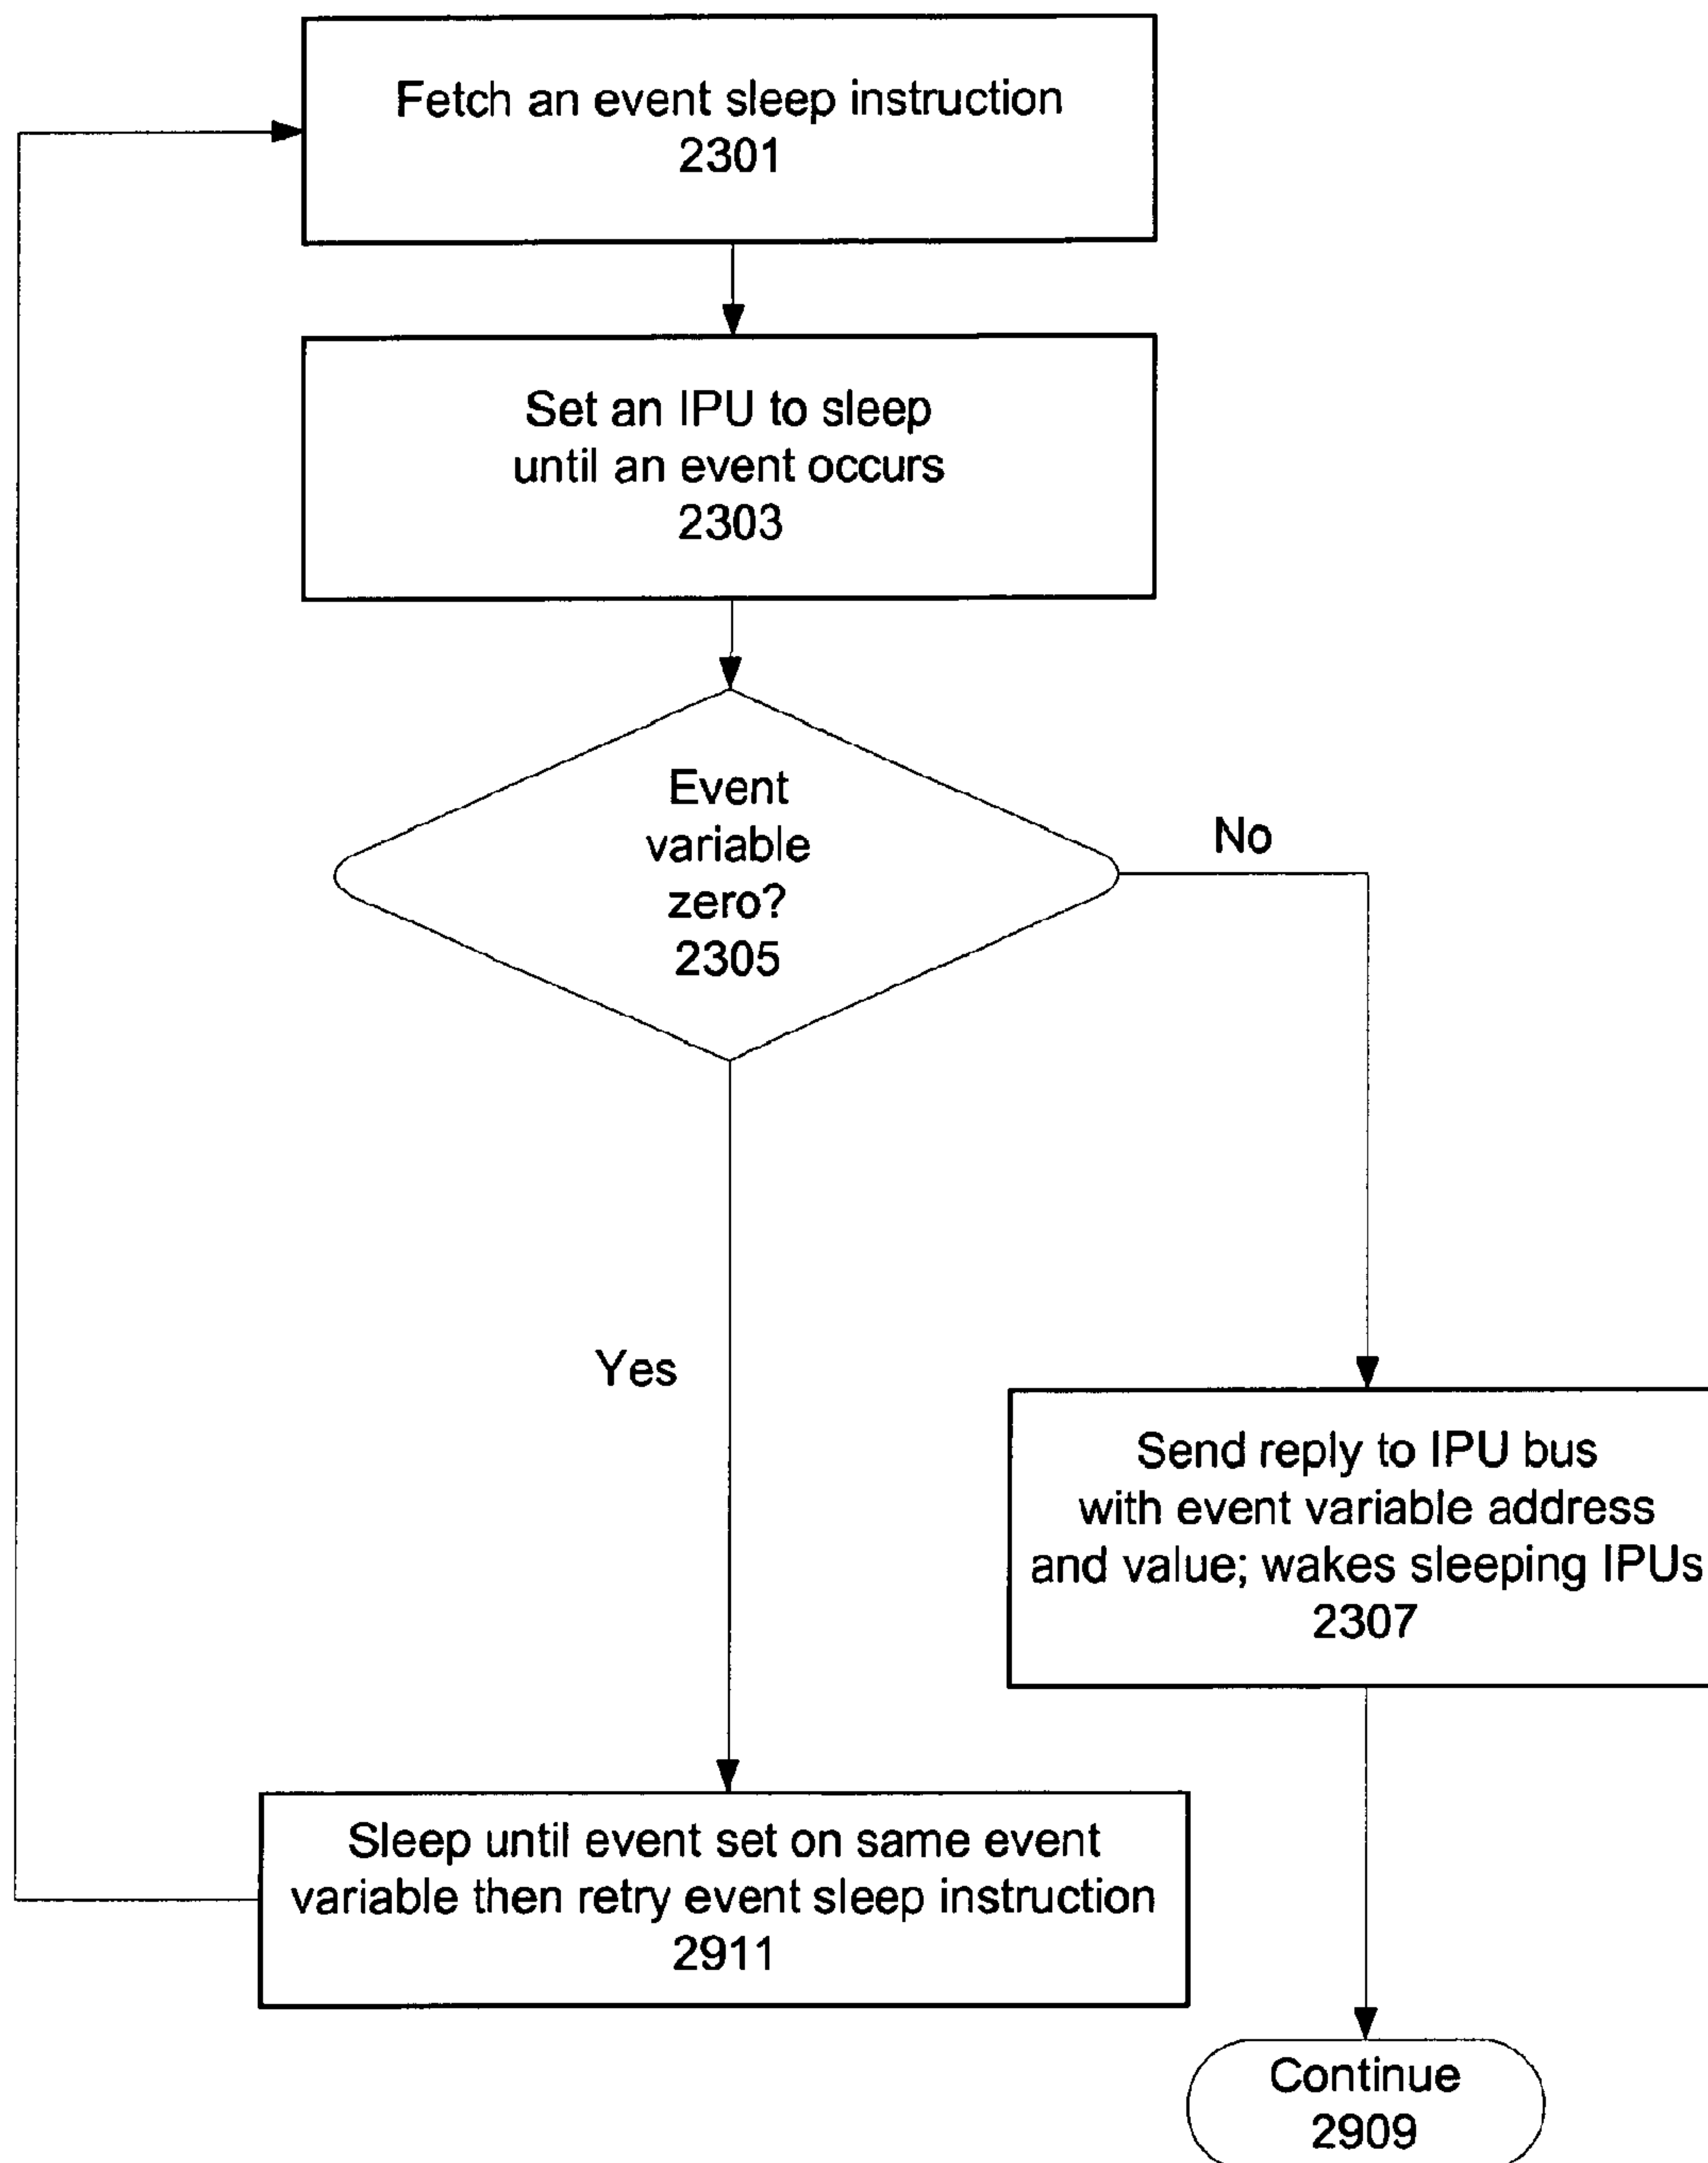 Fetch an event sleep instruction
2301
Set an IPU to sleep
until an event occurs
2303
Event
variable
zero?
2305
No
Yes
Send reply to IPU bus
with event variable address
and value; wakes sleeping IPUs
2307
Sleep until event set on same event
variable then retry event sleep instruction
2911
Continue
2909